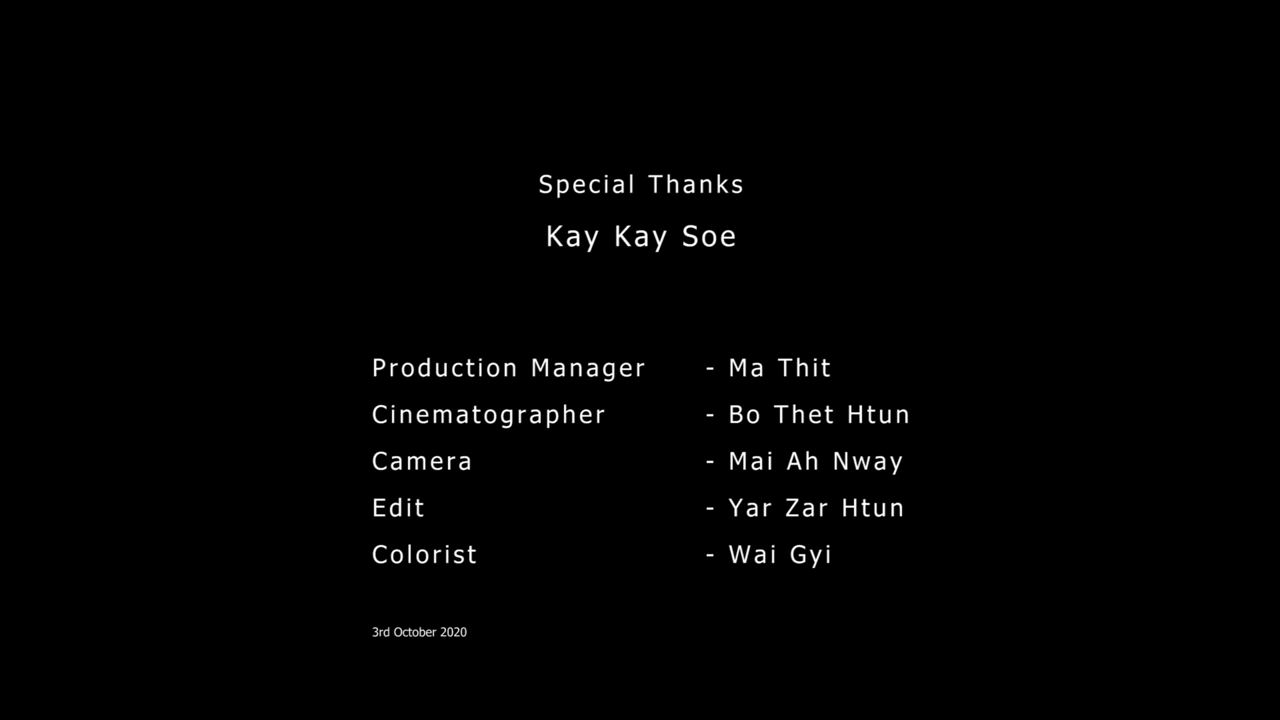 Special Thanks
Kay Kay Soe
Production Manager - Ma Thit
Cinematographer - Bo Thet Htun
Camera - Mai Ah Nway
Edit - Yar Zar Htun
Colorist - Wai Gyi
3rd October 2020